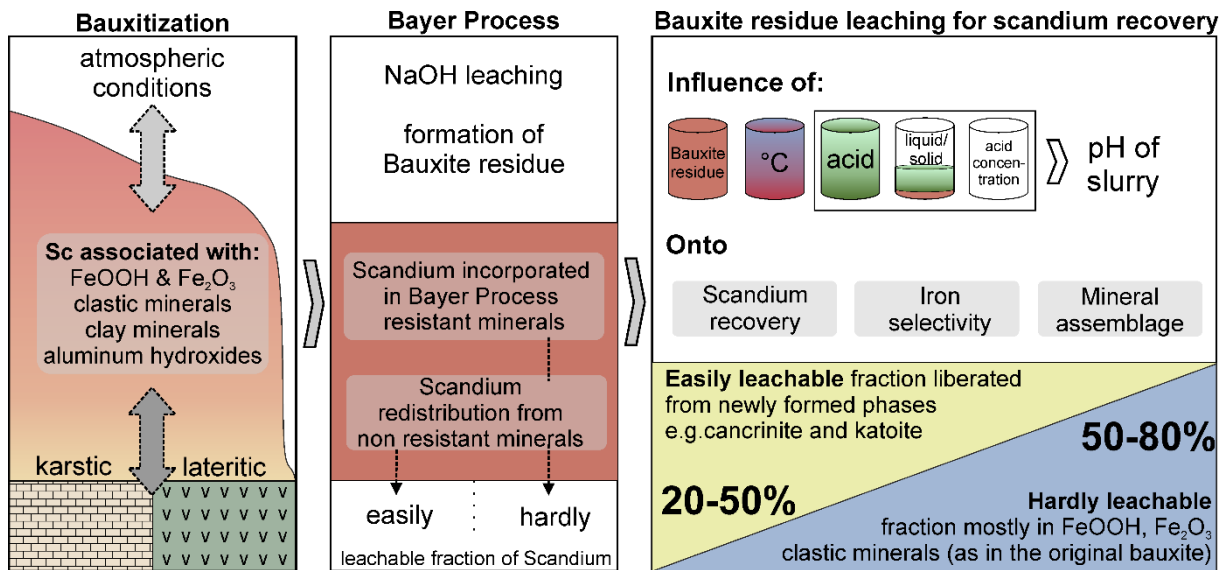 Bauxitization
atmospheric
conditions
Sc associated with:
FeOOH & Fe₂O₃
clastic minerals
clay minerals
aluminum hydroxides
karstic
lateritic
Bayer Process
NaOH leaching
formation of
Bauxite residue
Scandium incorporated
in Bayer Process
resistant minerals
Scandium
redistribution from
non resistant minerals
easily
hardly
leachable fraction of Scandium
Bauxite residue leaching for scandium recovery
Influence of:
Bauxite
residue
°C
acid
liquid/
solid
acid
concen-
tration
pH of
slurry
Onto
Scandium
recovery
Iron
selectivity
Mineral
assemblage
Easily leachable fraction liberated
from newly formed phases
e.g.cancrinite and katoite
50-80%
20-50%
Hardly leachable
fraction mostly in FeOOH, Fe₂O₃
clastic minerals (as in the original bauxite)